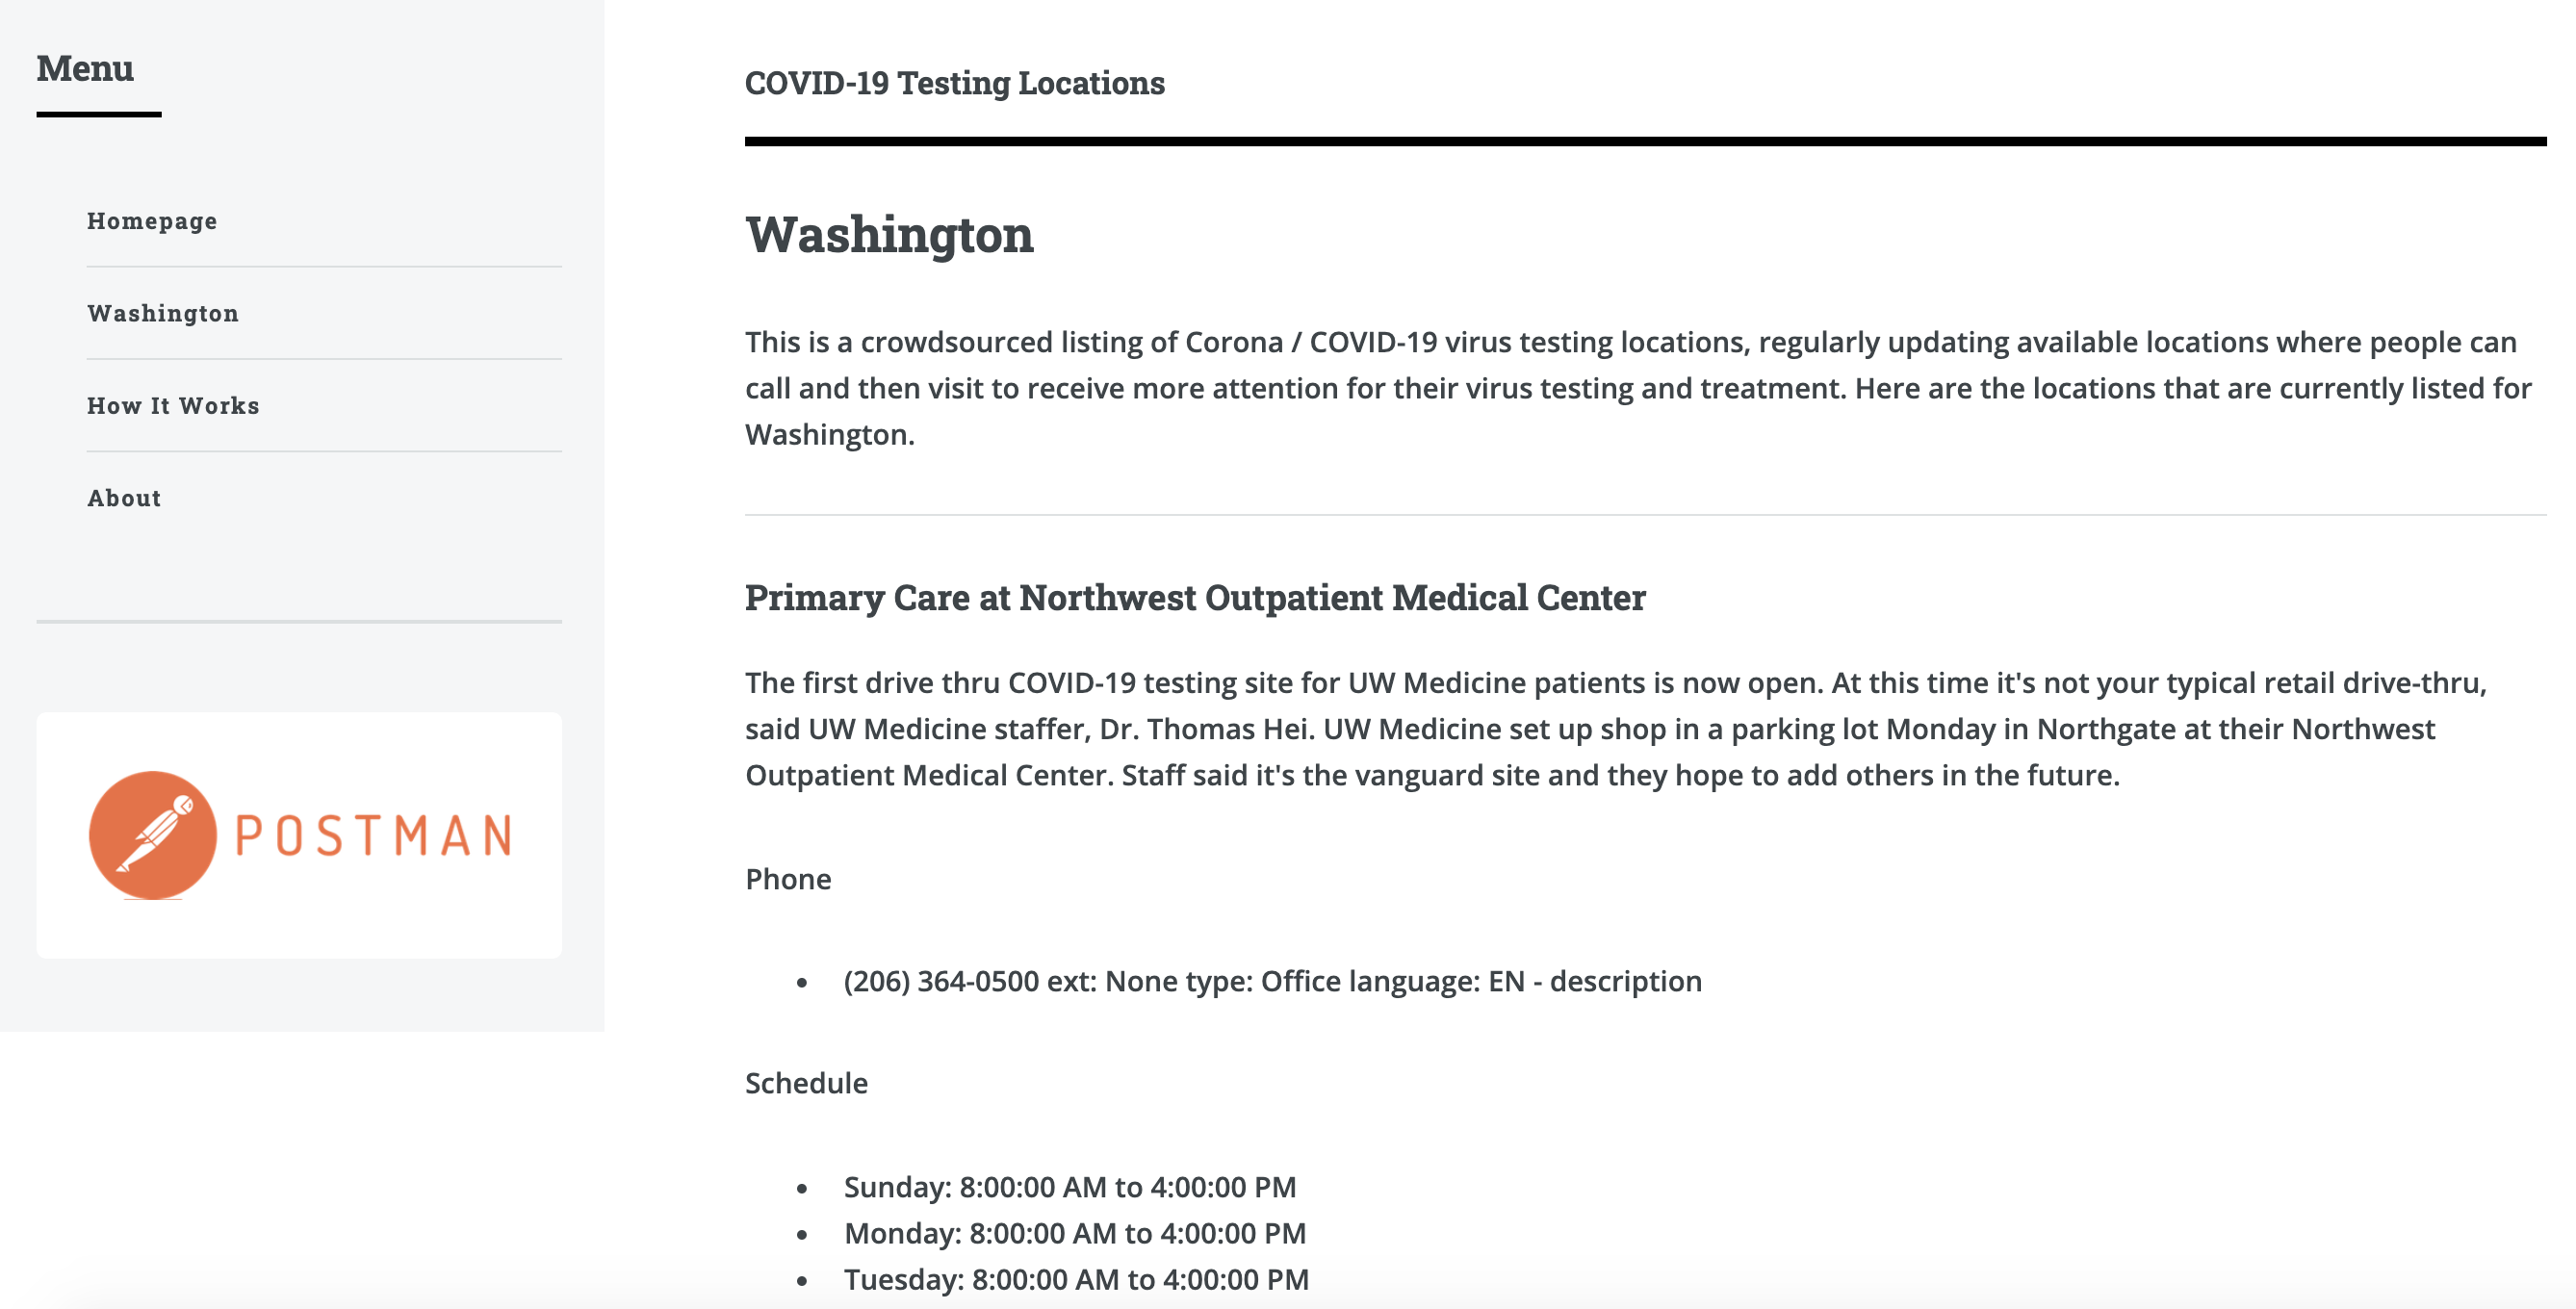 Menu
Homepage
Washington
How It Works
About
POSTMAN
COVID-19 Testing Locations
Washington
This is a crowdsourced listing of Corona / COVID-19 virus testing locations, regularly updating available locations where people can
call and then visit to receive more attention for their virus testing and treatment. Here are the locations that are currently listed for
Washington.
Primary Care at Northwest Outpatient Medical Center
The first drive thru COVID-19 testing site for UW Medicine patients is now open. At this time it's not your typical retail drive-thru,
said UW Medicine staffer, Dr. Thomas Hei. UW Medicine set up shop in a parking lot Monday in Northgate at their Northwest
Outpatient Medical Center. Staff said it's the vanguard site and they hope to add others in the future.
Phone
• (206) 364-0500 ext: None type: Office language: EN - description
Schedule
• Sunday: 8:00:00 AM to 4:00:00 PM
• Monday: 8:00:00 AM to 4:00:00 PM
• Tuesday: 8:00:00 AM to 4:00:00 PM